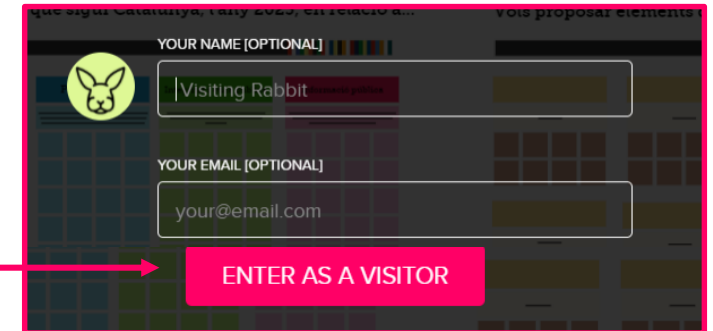 que sigui Catalunya, l'any 2025, en relació a...
Vols proposar elements d
YOUR NAME [OPTIONAL]
Visiting Rabbit
YOUR EMAIL [OPTIONAL]
your@email.com
ENTER AS A VISITOR